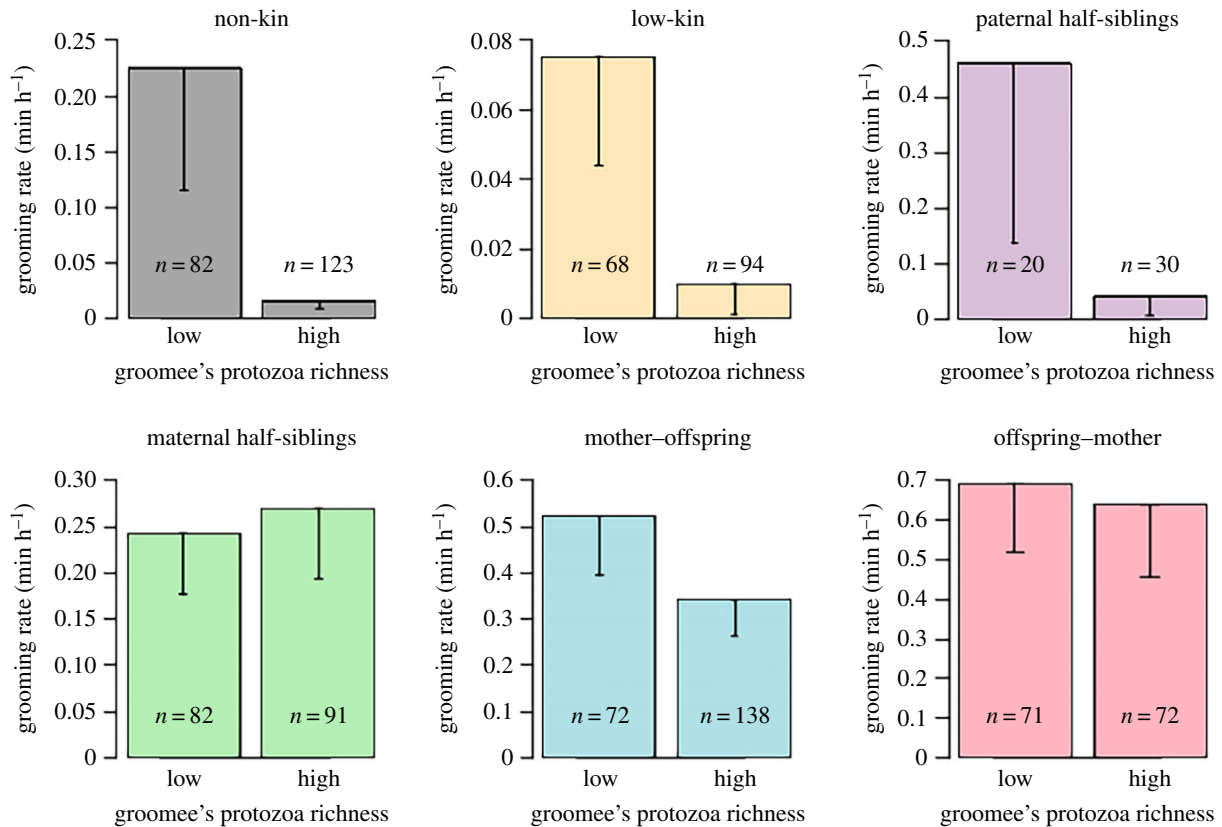 non-kin
low-kin
paternal half-siblings
grooming rate (min h⁻¹)
0.25
0.20
0.15
0.10
0.05
0
n = 82
n = 123
low
high
groomee's protozoa richness
grooming rate (min h⁻¹)
0.08
0.06
0.04
0.02
0
n = 68
n = 94
low
high
groomee's protozoa richness
grooming rate (min h⁻¹)
0.5
0.4
0.3
0.2
0.1
0
n = 20
n = 30
low
high
groomee's protozoa richness
maternal half-siblings
mother–offspring
offspring–mother
grooming rate (min h⁻¹)
0.30
0.25
0.20
0.15
0.10
0.05
0
n = 82
n = 91
low
high
groomee's protozoa richness
grooming rate (min h⁻¹)
0.6
0.5
0.4
0.3
0.2
0.1
0
n = 72
n = 138
low
high
groomee's protozoa richness
grooming rate (min h⁻¹)
0.7
0.6
0.5
0.4
0.3
0.2
0.1
0
n = 71
n = 72
low
high
groomee's protozoa richness